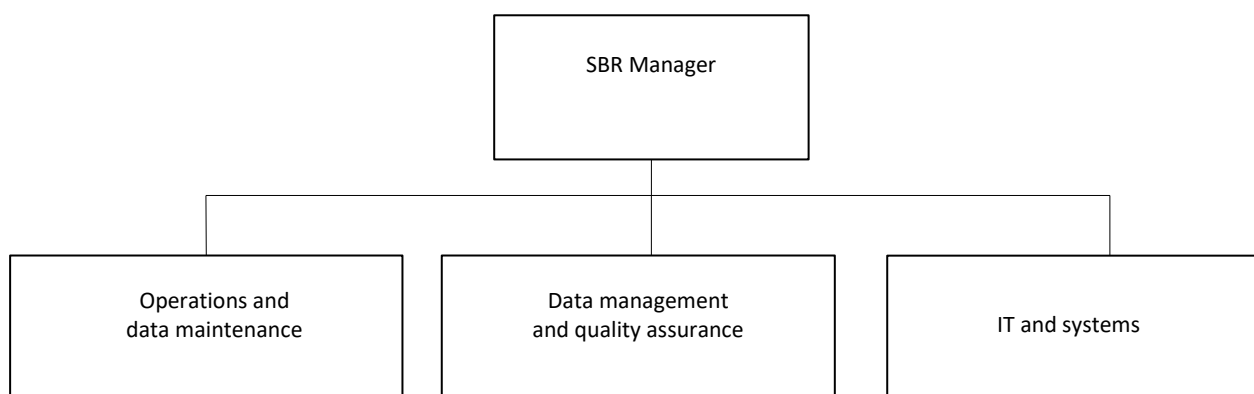 SBR Manager
Operations and
data maintenance
Data management
and quality assurance
IT and systems